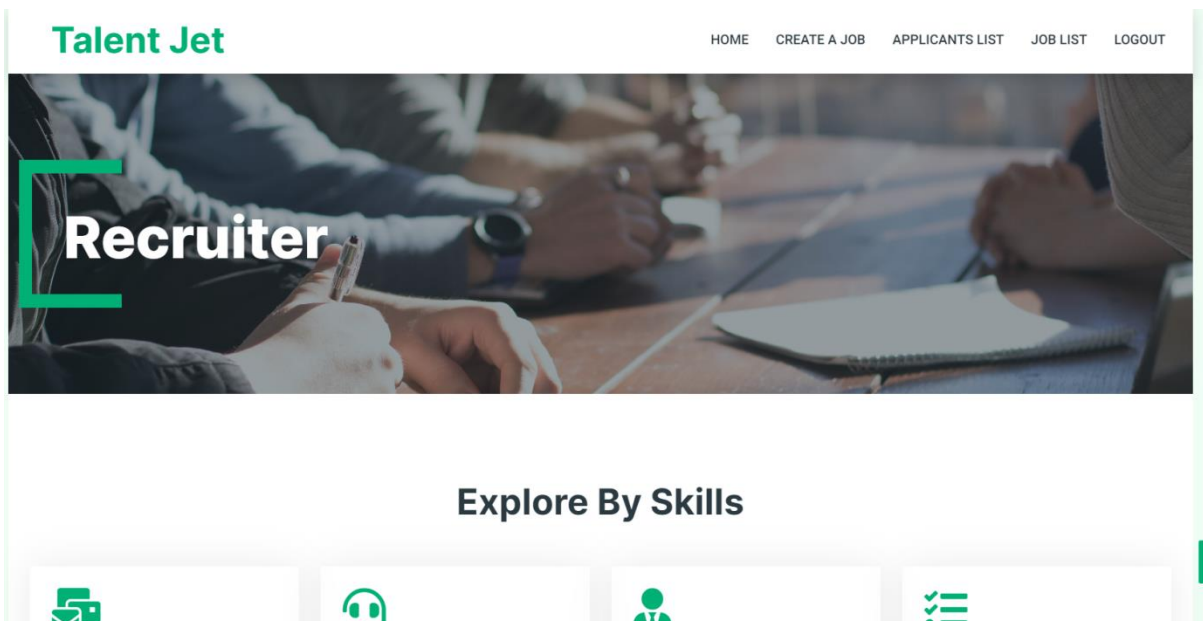 Talent Jet
HOME CREATE A JOB APPLICANTS LIST JOB LIST LOGOUT
Recruiter
Explore By Skills